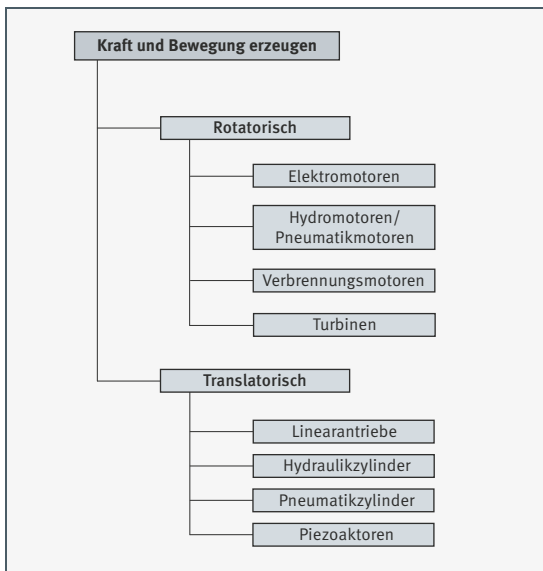 Kraft und Bewegung erzeugen
Rotatorisch
Elektromotoren
Hydromotoren/
Pneumatikmotoren
Verbrennungsmotoren
Turbinen
Translatorisch
Linearantriebe
Hydraulikzylinder
Pneumatikzylinder
Piezoaktoren